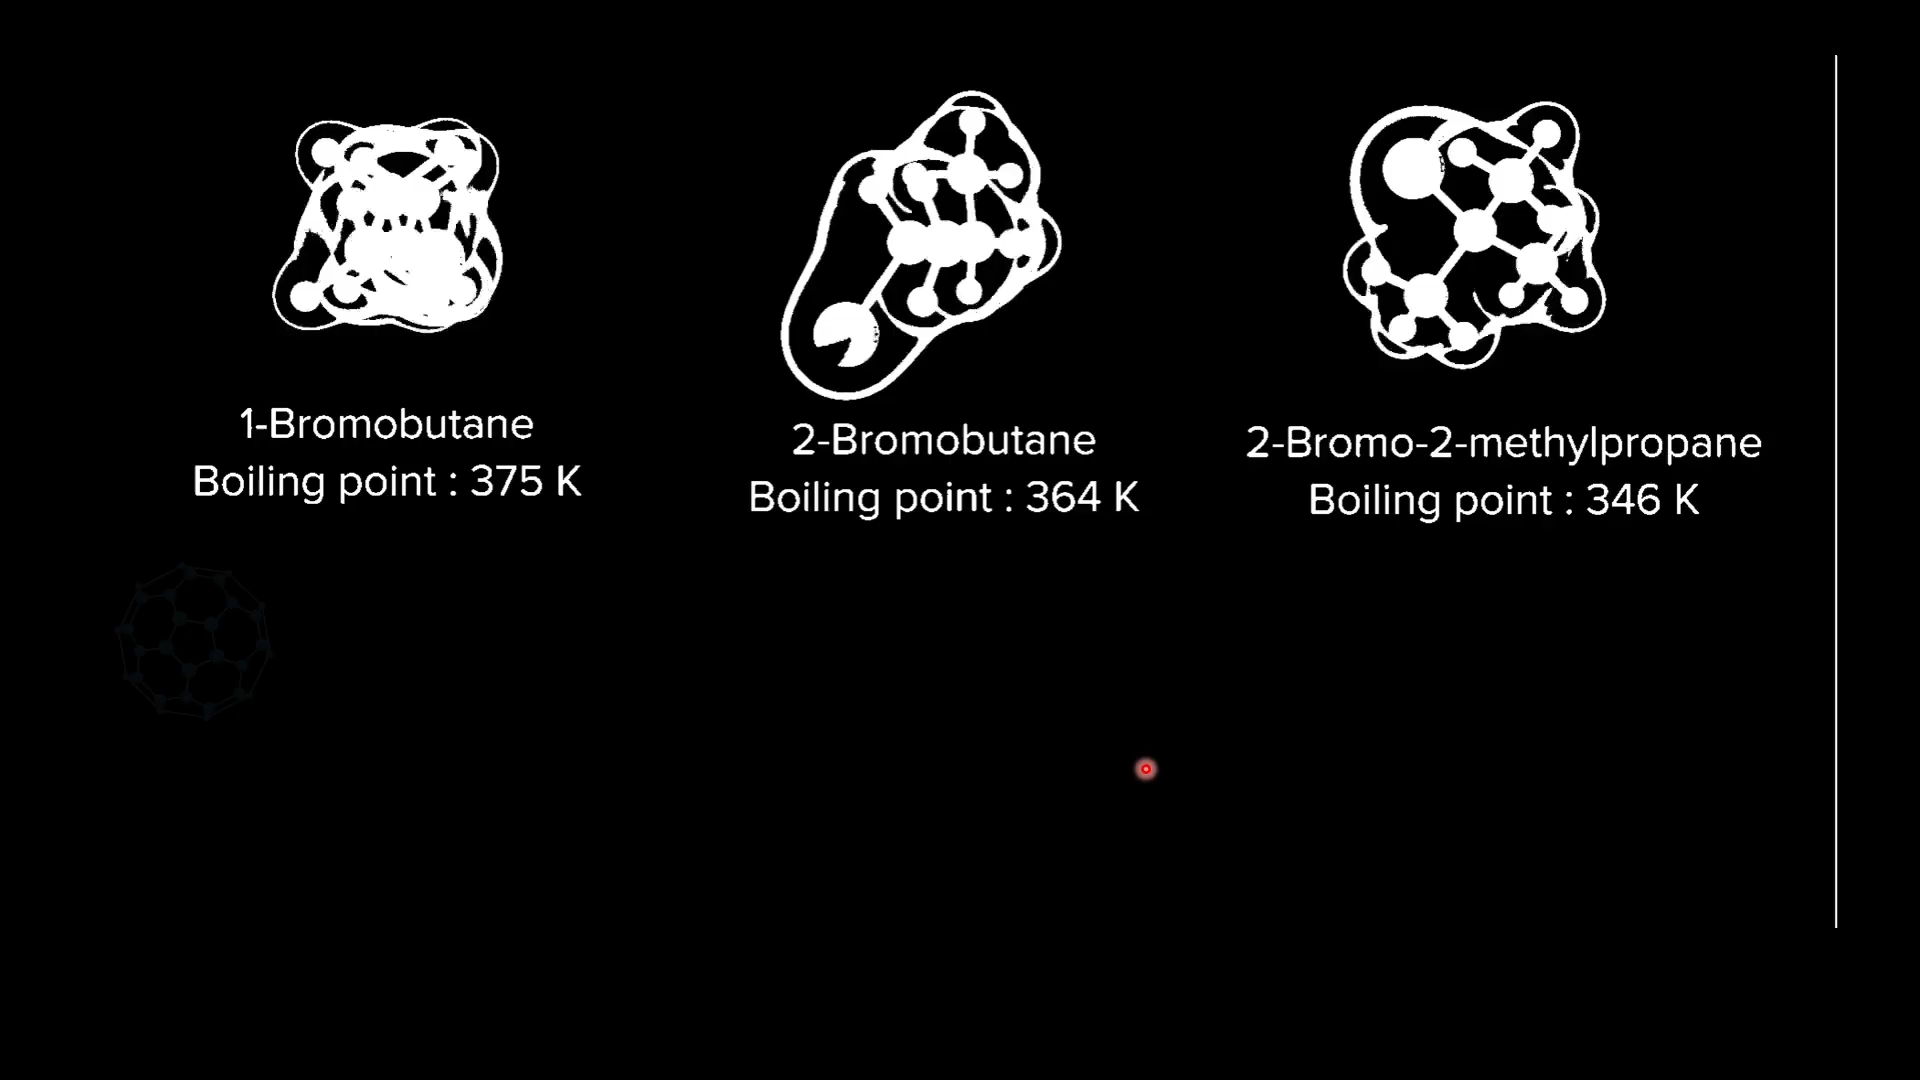 1-Bromobutane
Boiling point : 375 K
2-Bromobutane
Boiling point : 364 K
2-Bromo-2-methylpropane
Boiling point : 346 K